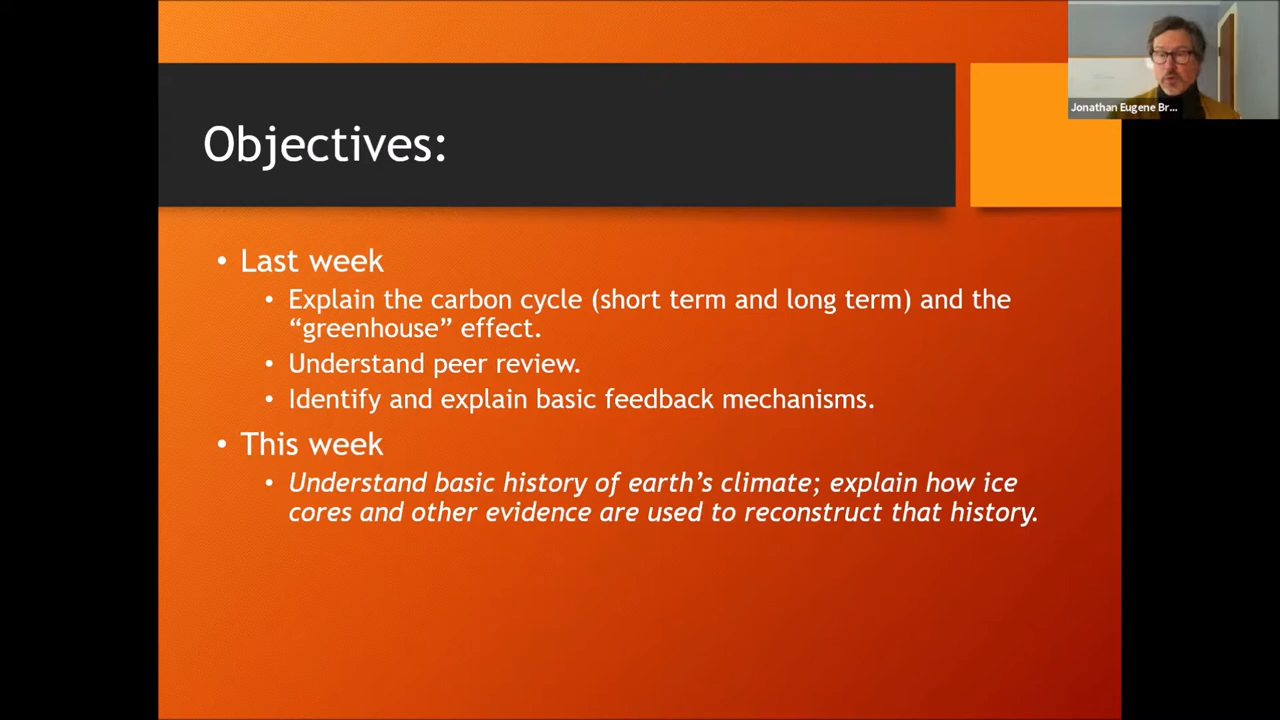 Jonathan Eugene Br...
Objectives:
• Last week
• Explain the carbon cycle (short term and long term) and the
“greenhouse” effect.
• Understand peer review.
• Identify and explain basic feedback mechanisms.
• This week
• Understand basic history of earth’s climate; explain how ice
cores and other evidence are used to reconstruct that history.